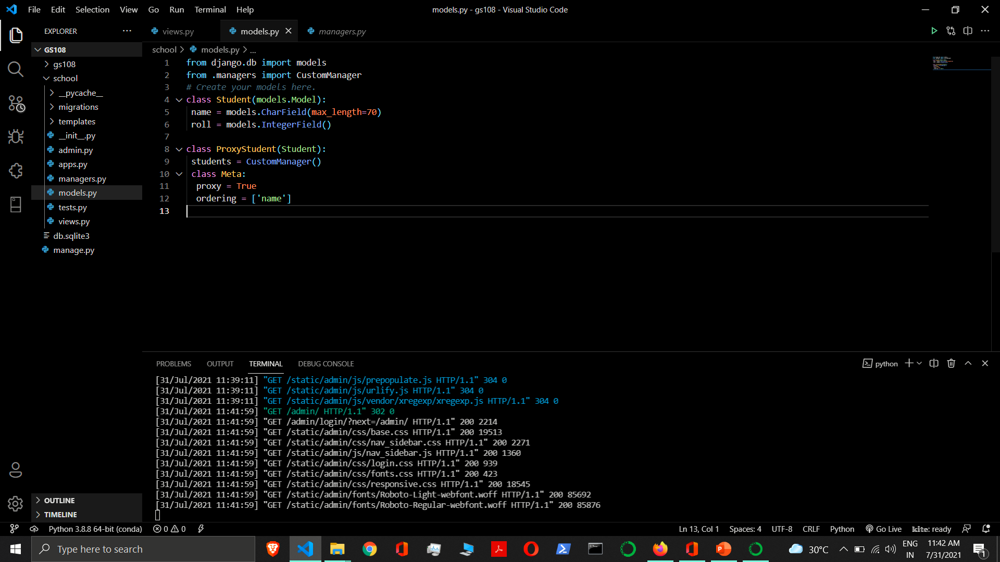 File Edit Selection View Go Run Terminal Help
models.py - gs108 - Visual Studio Code
EXPLORER
views.py
models.py
managers.py
GS108
gs108
school
__pycache__
migrations
templates
__init__.py
admin.py
apps.py
managers.py
models.py
tests.py
views.py
db.sqlite3
manage.py
OUTLINE
TIMELINE
school > models.py > ...
1 from django.db import models
2 from .managers import CustomManager
3 # Create your models here.
4 class Student(models.Model):
5 name = models.CharField(max_length=70)
6 roll = models.IntegerField()
7
8 class ProxyStudent(Student):
9 students = CustomManager()
10 class Meta:
11 proxy = True
12 ordering = ['name']
13
PROBLEMS OUTPUT TERMINAL DEBUG CONSOLE
python
[31/Jul/2021 11:39:11] "GET /static/admin/js/prepopulate.js HTTP/1.1" 304 0
[31/Jul/2021 11:39:11] "GET /static/admin/js/urlify.js HTTP/1.1" 304 0
[31/Jul/2021 11:39:11] "GET /static/admin/js/vendor/xregexp/xregexp.js HTTP/1.1" 304 0
[31/Jul/2021 11:41:59] "GET /admin/ HTTP/1.1" 302 0
[31/Jul/2021 11:41:59] "GET /admin/login/?next=/admin/ HTTP/1.1" 200 2214
[31/Jul/2021 11:41:59] "GET /static/admin/css/base.css HTTP/1.1" 200 19513
[31/Jul/2021 11:41:59] "GET /static/admin/css/nav_sidebar.css HTTP/1.1" 200 2271
[31/Jul/2021 11:41:59] "GET /static/admin/js/nav_sidebar.js HTTP/1.1" 200 1360
[31/Jul/2021 11:41:59] "GET /static/admin/css/login.css HTTP/1.1" 200 939
[31/Jul/2021 11:41:59] "GET /static/admin/css/fonts.css HTTP/1.1" 200 423
[31/Jul/2021 11:41:59] "GET /static/admin/css/responsive.css HTTP/1.1" 200 18545
[31/Jul/2021 11:41:59] "GET /static/admin/fonts/Roboto-Light-webfont.woff HTTP/1.1" 200 85692
[31/Jul/2021 11:41:59] "GET /static/admin/fonts/Roboto-Regular-webfont.woff HTTP/1.1" 200 85876
Python 3.8.8 64-bit (conda) 0 0
Ln 13, Col 1 Spaces: 4 UTF-8 CRLF Python Go Live kite: ready
Type here to search
30°C
ENG
IN
11:42 AM
7/31/2021
1